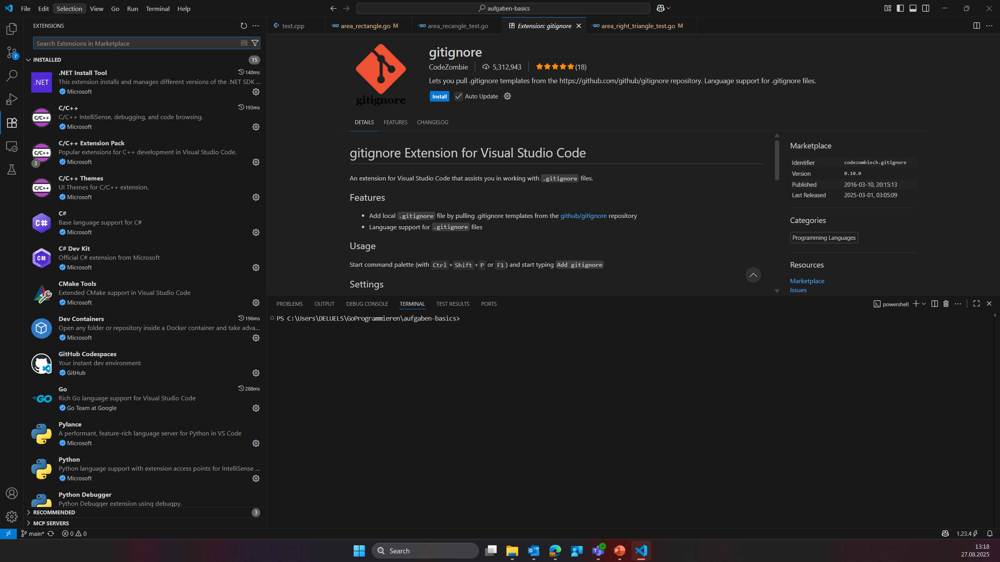 File Edit Selection View Go Run Terminal Help
aufgaben-basics
EXTENSIONS
test.cpp
area_rectangle.go M
area_recangle_test.go
Extension: gitignore
area_right_triangle_test.go M
Search Extensions in Marketplace
INSTALLED 15
.NET
.NET Install Tool 140ms
This extension installs and manages different versions of the .NET SDK ...
Microsoft
C/C++
C/C++ 193ms
C/C++ IntelliSense, debugging, and code browsing.
Microsoft
C/C++
3
C/C++ Extension Pack
Popular extensions for C++ development in Visual Studio Code.
Microsoft
C/C++
C/C++ Themes
UI Themes for C/C++ extension.
Microsoft
C#
C#
Base language support for C#
Microsoft
C#
C# Dev Kit
Official C# extension from Microsoft
Microsoft
CMake Tools
Extended CMake support in Visual Studio Code
Microsoft
Dev Containers 196ms
Open any folder or repository inside a Docker container and take adva...
Microsoft
GitHub Codespaces
Your instant dev environment
GitHub
GO
Go 288ms
Rich Go language support for Visual Studio Code
Go Team at Google
Pylance
A performant, feature-rich language server for Python in VS Code
Microsoft
Python
Python language support with extension access points for IntelliSense ...
Microsoft
Python Debugger
Python Debugger extension using debugpy.
RECOMMENDED 3
MCP SERVERS
7
gitignore
gitignore
CodeZombie 5,312,943 (18)
Lets you pull .gitignore templates from the https://github.com/github/gitignore repository. Language support for .gitignore files.
Install Auto Update
DETAILS FEATURES CHANGELOG
gitignore Extension for Visual Studio Code
An extension for Visual Studio Code that assists you in working with .gitignore files.
Features
• Add local .gitignore file by pulling .gitignore templates from the github/gitignore repository
• Language support for .gitignore files
Usage
Start command palette (with Ctrl+Shift+P or F1) and start typing Add gitignore
Settings
Marketplace
Identifier codezombiech.gitignore
Version 0.10.0
Published 2016-03-10, 20:15:13
Last Released 2025-03-01, 03:05:09
Categories
Programming Languages
Resources
Marketplace
Issues
PROBLEMS OUTPUT DEBUG CONSOLE TERMINAL TEST RESULTS PORTS
powershell
PS C:\Users\DELUELS\GoProgrammieren\aufgaben-basics>
main* 0 0
1.23.4
Search
13:18
27.08.2025